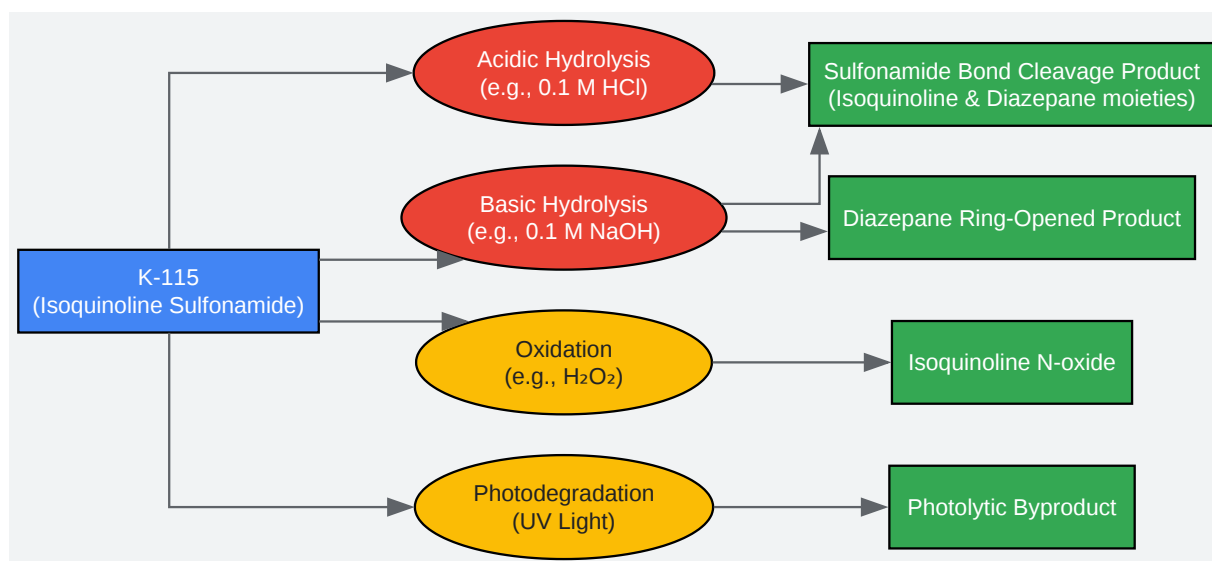 Acidic Hydrolysis
(e.g., 0.1 M HCl)
Sulfonamide Bond Cleavage Product
(Isoquinoline & Diazepane moieties)
Basic Hydrolysis
(e.g., 0.1 M NaOH)
Diazepane Ring-Opened Product
K-115
(Isoquinoline Sulfonamide)
Oxidation
(e.g., H₂O₂)
Isoquinoline N-oxide
Photodegradation
(UV Light)
Photolytic Byproduct